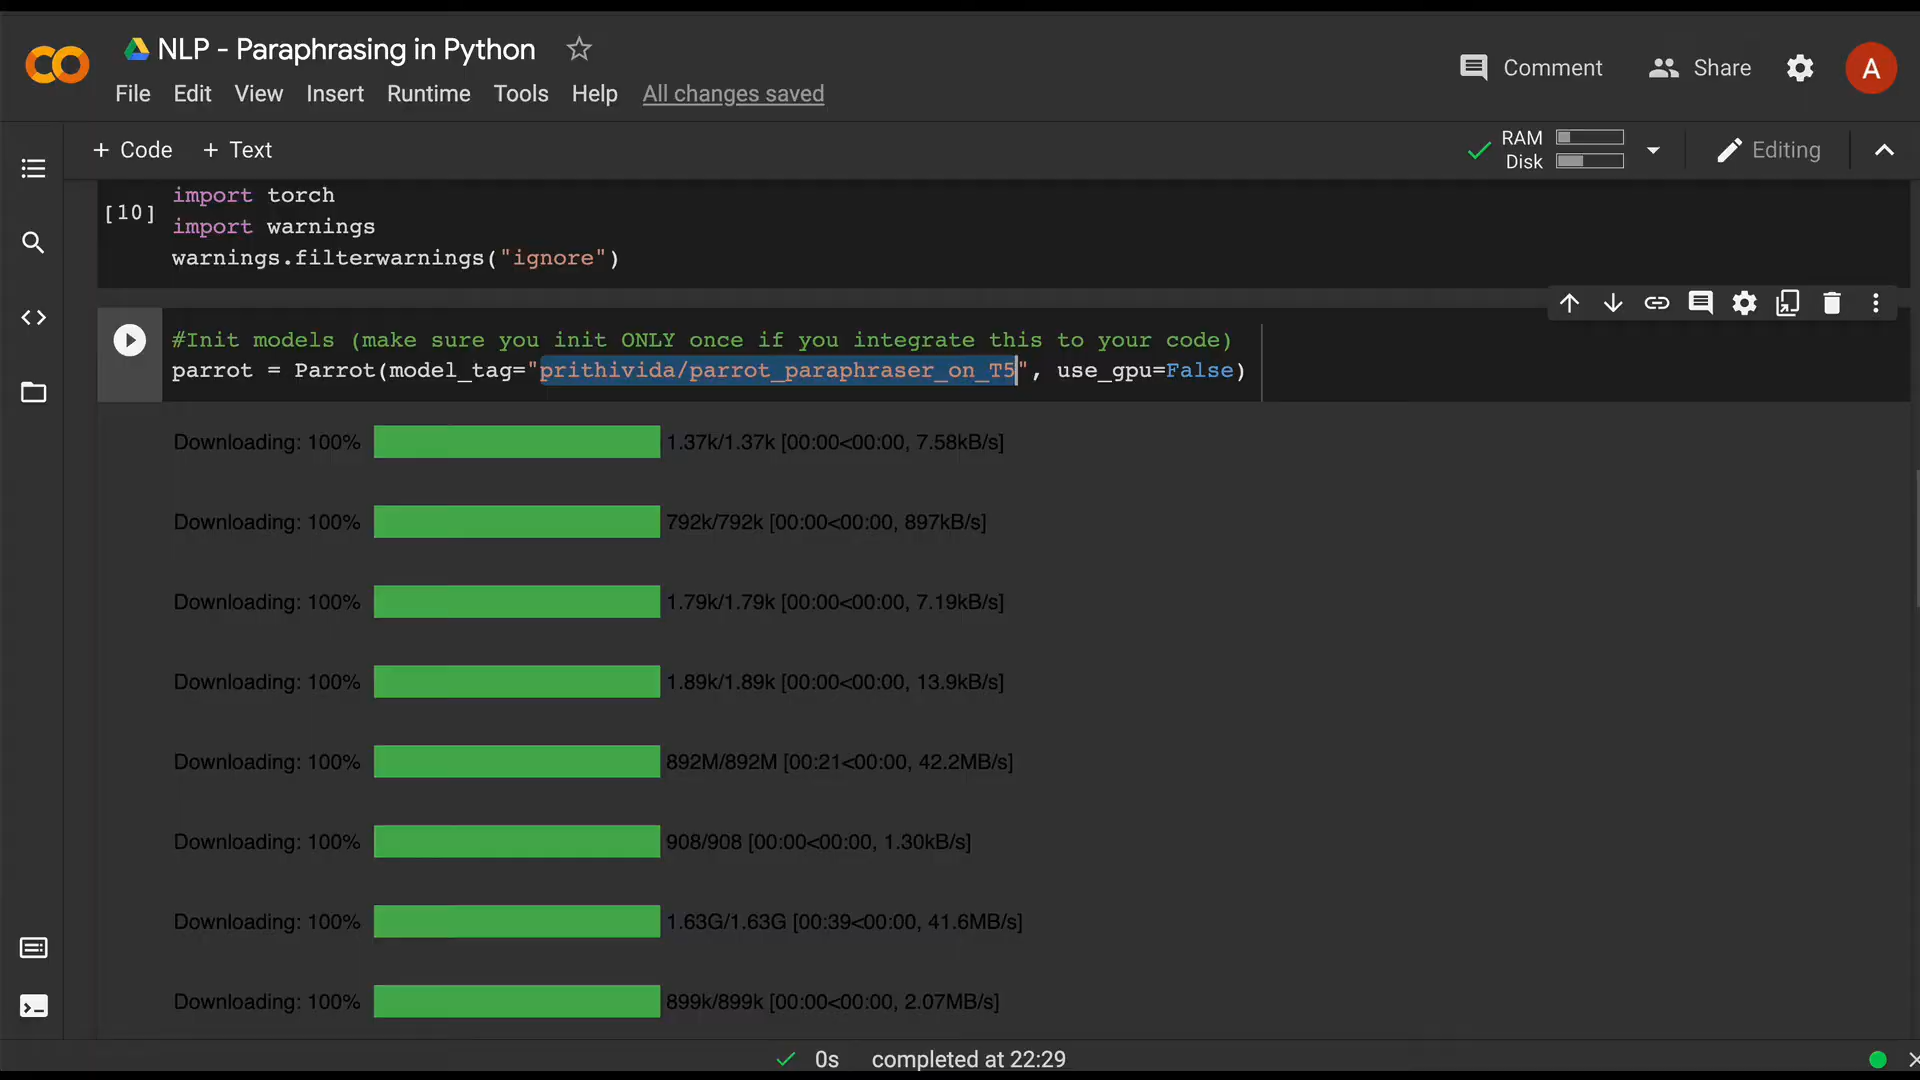 NLP - Paraphrasing in Python
Comment
Share
A
File Edit View Insert Runtime Tools Help All changes saved
+ Code + Text
RAM
Disk
Editing
[10]
import torch
import warnings
warnings.filterwarnings("ignore")
#Init models (make sure you init ONLY once if you integrate this to your code)
parrot = Parrot(model_tag="prithivida/parrot_paraphraser_on_T5", use_gpu=False)
Downloading: 100% 1.37k/1.37k [00:00<00:00, 7.58kB/s]
Downloading: 100% 792k/792k [00:00<00:00, 897kB/s]
Downloading: 100% 1.79k/1.79k [00:00<00:00, 7.19kB/s]
Downloading: 100% 1.89k/1.89k [00:00<00:00, 13.9kB/s]
Downloading: 100% 892M/892M [00:21<00:00, 42.2MB/s]
Downloading: 100% 908/908 [00:00<00:00, 1.30kB/s]
Downloading: 100% 1.63G/1.63G [00:39<00:00, 41.6MB/s]
Downloading: 100% 899k/899k [00:00<00:00, 2.07MB/s]
0s completed at 22:29